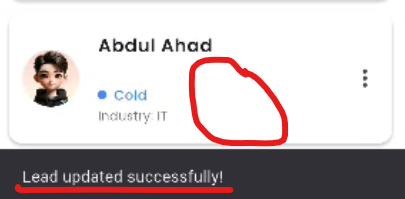 Abdul Ahad
Cold
Industry: IT
Lead updated successfully!